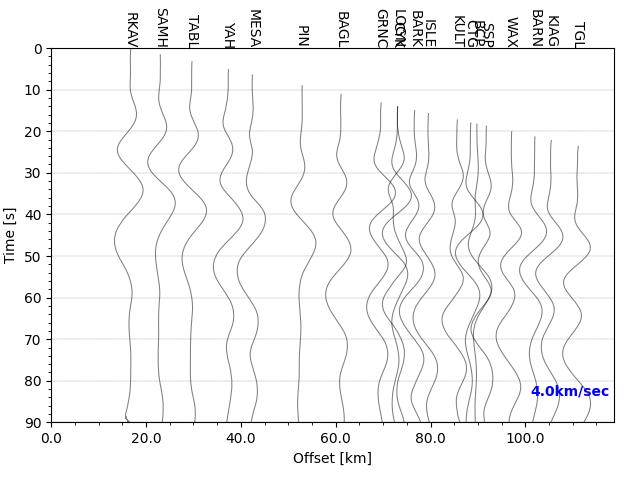 RKAV
SAMH
TABL
YAH
MESA
PIN
BAGL
GRNC
BARK
ISLE
KULT
CTG
SSP
WAX
BARN
KIAG
TGL
0
10
20
30
40
50
60
70
80
90
Time [s]
4.0km/sec
0.0
20.0
40.0
60.0
80.0
100.0
Offset [km]